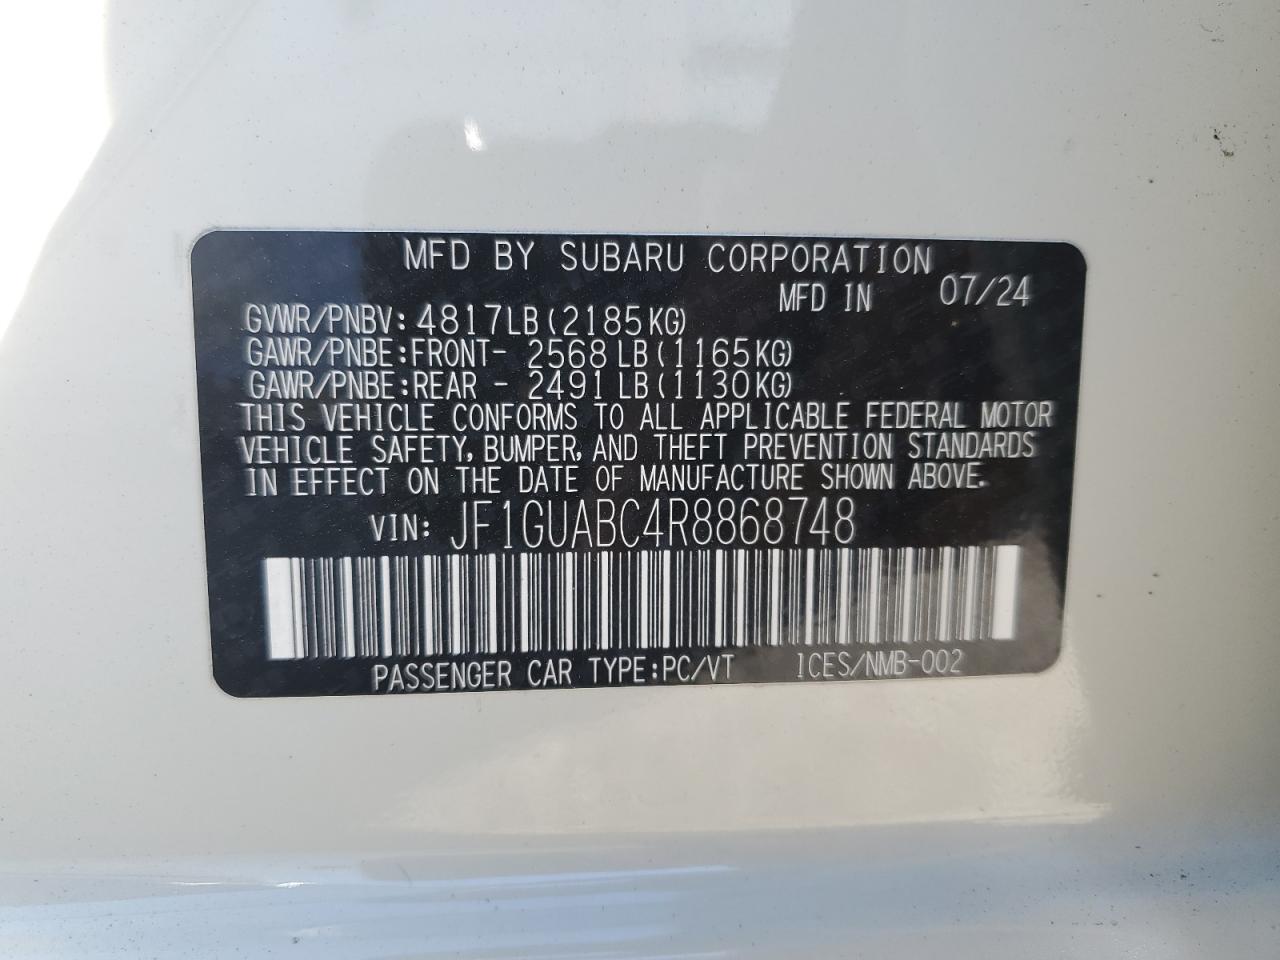 MFD BY SUBARU CORPORATION
MFD IN 07/24
GVWR/PNBV: 4817LB(2185KG)
GAWR/PNBE:FRONT- 2568 LB(1165KG)
GAWR/PNBE:REAR - 2491 LB(1130KG)
THIS VEHICLE CONFORMS TO ALL APPLICABLE FEDERAL MOTOR
VEHICLE SAFETY, BUMPER, AND THEFT PREVENTION STANDARDS
IN EFFECT ON THE DATE OF MANUFACTURE SHOWN ABOVE.
VIN: JF1GUABC4R8868748
PASSENGER CAR TYPE:PC/VT ICES/NMB-002